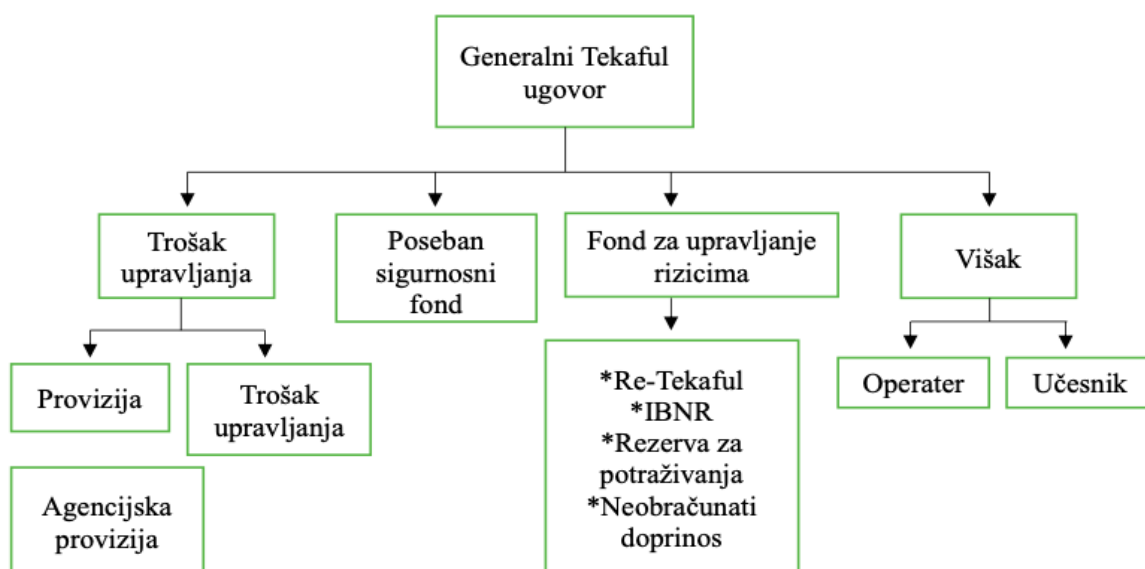 Generalni Tekaful
ugovor
Trošak
upravljanja
Poseban
sigurnosni
fond
Fond za upravljanje
rizicima
Višak
Provizija
Trošak
upravljanja
*Re-Tekaful
*IBNR
*Rezerva za
potraživanja
*Neobračunati
doprinos
Operater
Učesnik
Agencijska
provizija